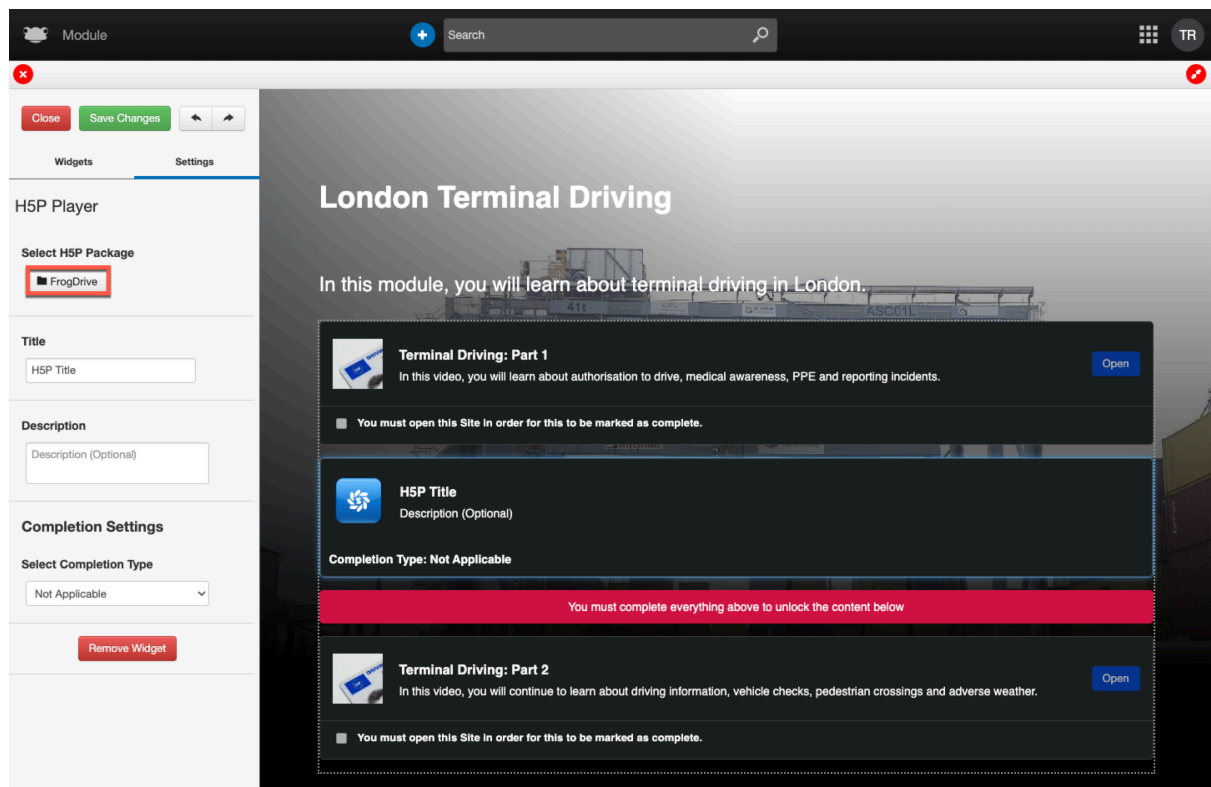 Module
Search
TR
Close
Save Changes
Widgets
Settings
H5P Player
Select H5P Package
FrogDrive
Title
H5P Title
Description
Description (Optional)
Completion Settings
Select Completion Type
Not Applicable
Remove Widget
London Terminal Driving
In this module, you will learn about terminal driving in London.
41t
ASC01L
Terminal Driving: Part 1
In this video, you will learn about authorisation to drive, medical awareness, PPE and reporting incidents.
Open
You must open this Site in order for this to be marked as complete.
H5P Title
Description (Optional)
Completion Type: Not Applicable
You must complete everything above to unlock the content below
Terminal Driving: Part 2
In this video, you will continue to learn about driving information, vehicle checks, pedestrian crossings and adverse weather.
Open
You must open this Site in order for this to be marked as complete.